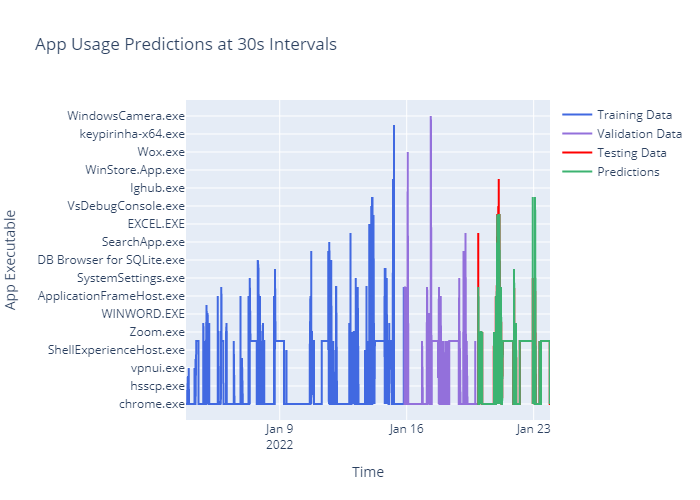 App Usage Predictions at 30s Intervals
WindowsCamera.exe
keypirinha-x64.exe
Wox.exe
WinStore.App.exe
lghub.exe
VsDebugConsole.exe
EXCEL.EXE
SearchApp.exe
DB Browser for SQLite.exe
SystemSettings.exe
ApplicationFrameHost.exe
WINWORD.EXE
Zoom.exe
ShellExperienceHost.exe
vpnui.exe
hsscp.exe
chrome.exe
App Executable
Jan 9
2022
Jan 16
Jan 23
Time
Training Data
Validation Data
Testing Data
Predictions